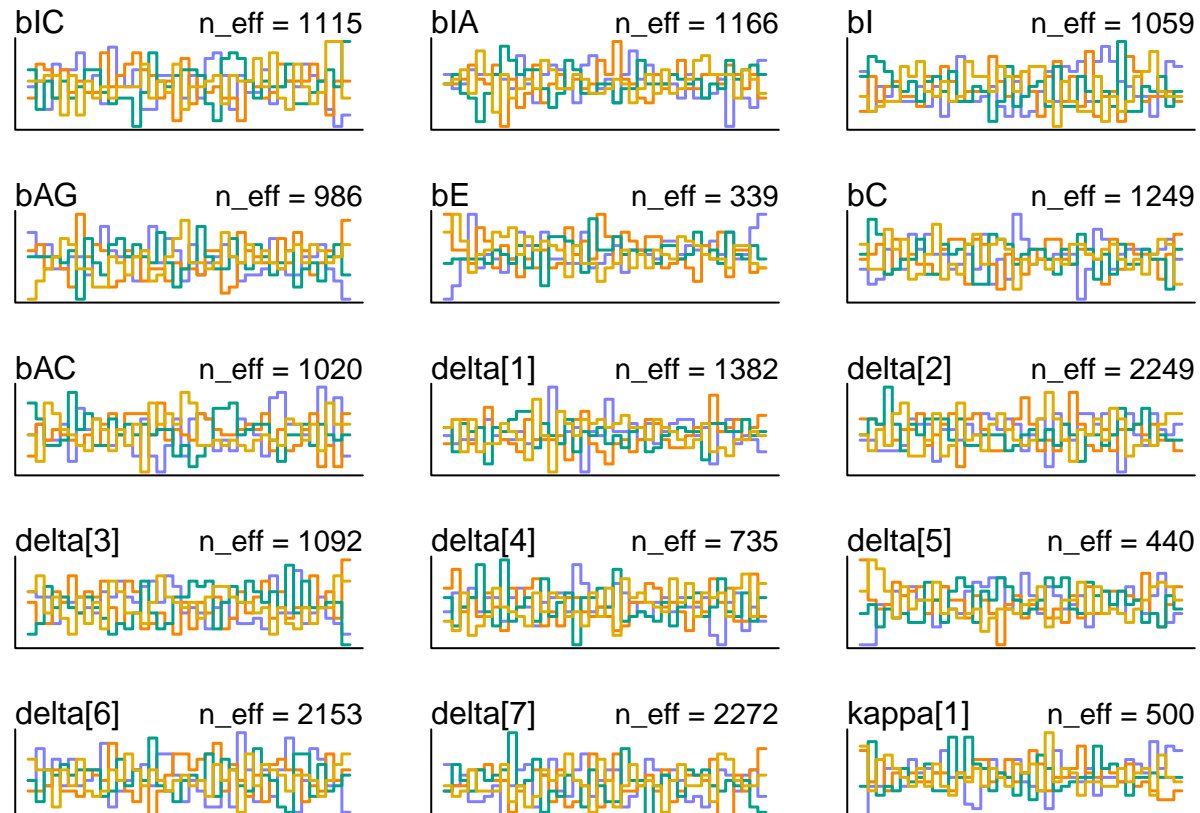 bIC n_eff = 1115 bIA n_eff = 1166 bI n_eff = 1059
bAG n_eff = 986 bE n_eff = 339 bC n_eff = 1249
bAC n_eff = 1020 delta[1] n_eff = 1382 delta[2] n_eff = 2249
delta[3] n_eff = 1092 delta[4] n_eff = 735 delta[5] n_eff = 440
delta[6] n_eff = 2153 delta[7] n_eff = 2272 kappa[1] n_eff = 500